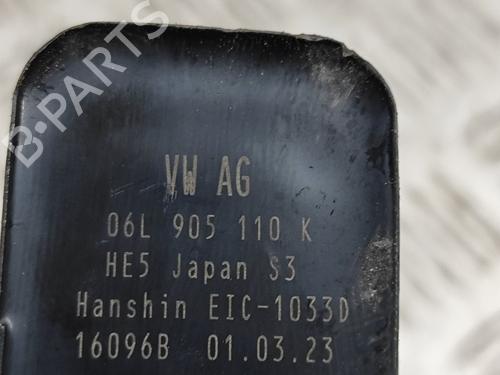 B-PARTS
VW AG
06L 905 110 K
HE5 Japan S3
Hanshin EIC-1033D
16096B 01.03.23